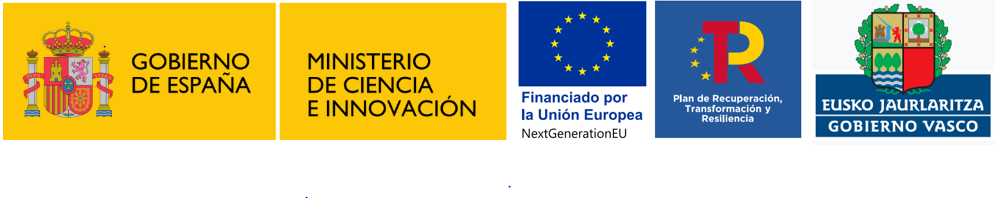 GOBIERNO
DE ESPAÑA
MINISTERIO
DE CIENCIA
E INNOVACIÓN
Financiado por
la Unión Europea
NextGenerationEU
R
Plan de Recuperación,
Transformación y
Resiliencia
EUSKO JAURLARITZA
GOBIERNO VASCO